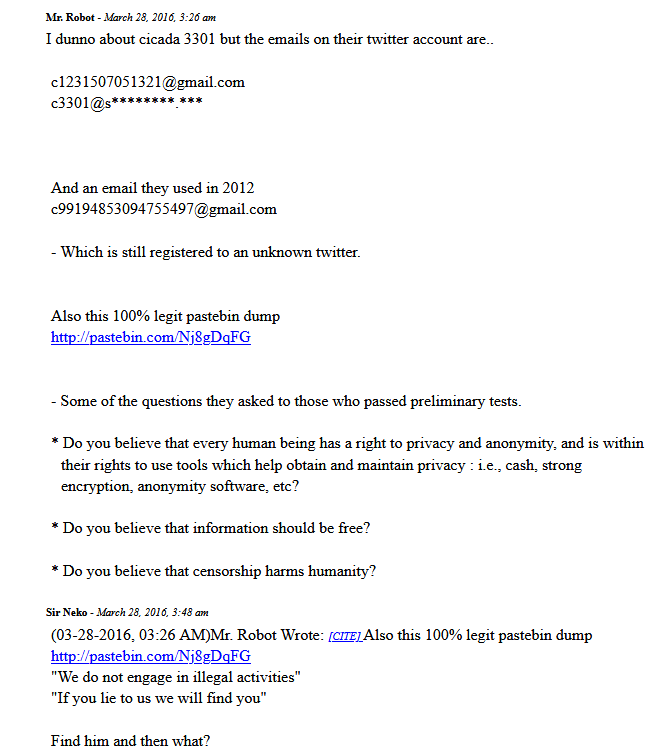 Mr. Robot - March 28, 2016, 3:26 am
I dunno about cicada 3301 but the emails on their twitter account are..
c1231507051321@gmail.com
c3301@s********.***
And an email they used in 2012
c99194853094755497@gmail.com
- Which is still registered to an unknown twitter.
Also this 100% legit pastebin dump
http://pastebin.com/Nj8gDqFG
- Some of the questions they asked to those who passed preliminary tests.
* Do you believe that every human being has a right to privacy and anonymity, and is within
their rights to use tools which help obtain and maintain privacy : i.e., cash, strong
encryption, anonymity software, etc?
* Do you believe that information should be free?
* Do you believe that censorship harms humanity?
Sir Neko - March 28, 2016, 3:48 am
(03-28-2016, 03:26 AM)Mr. Robot Wrote: [CITE] Also this 100% legit pastebin dump
http://pastebin.com/Nj8gDqFG
"We do not engage in illegal activities"
"If you lie to us we will find you"
Find him and then what?